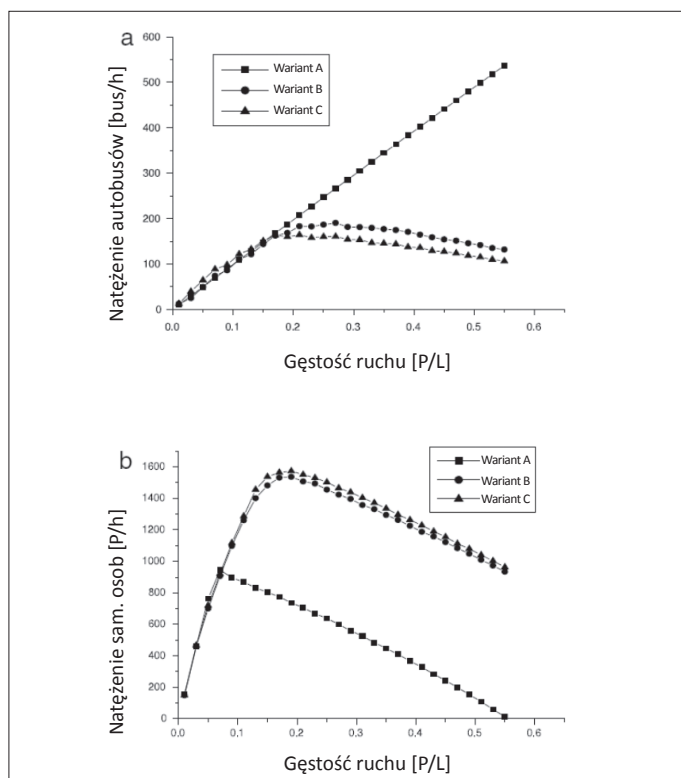 a
600
500
400
300
200
100
0
Natężenie autobusów [bus/h]
Wariant A
Wariant B
Wariant C
0.0 0.1 0.2 0.3 0.4 0.5 0.6
Gęstość ruchu [P/L]
b
1600
1400
1200
1000
800
600
400
200
0
Natężenie sam. osob [P/h]
Wariant A
Wariant B
Wariant C
0,0 0,1 0,2 0,3 0,4 0,5 0,6
Gęstość ruchu [P/L]